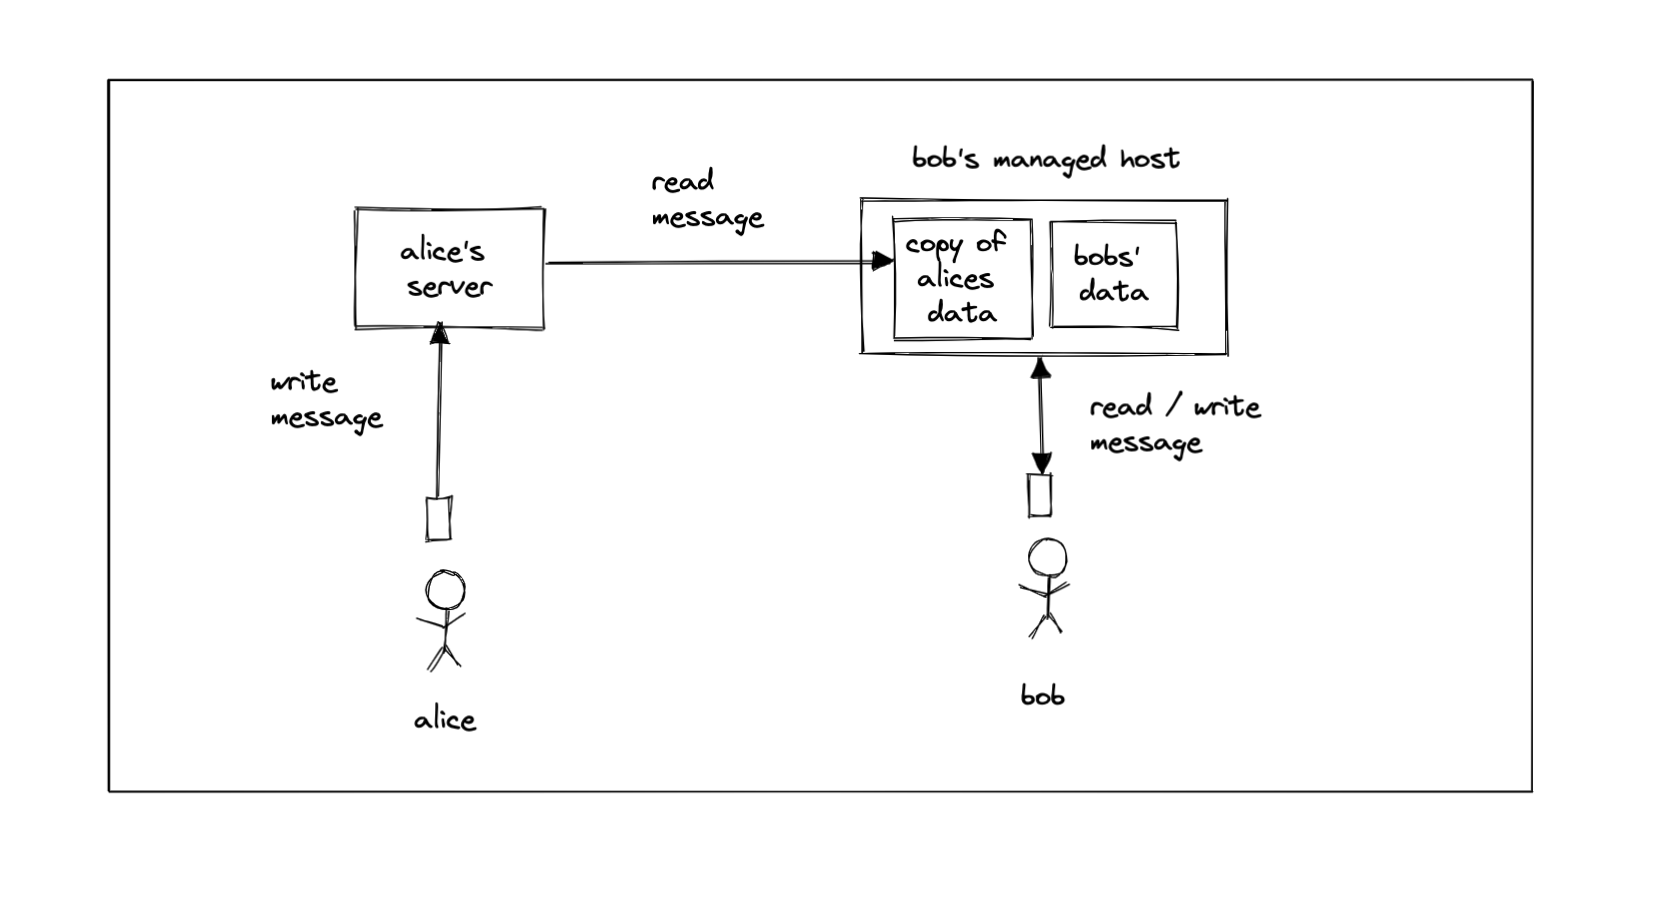 bob's managed host
read
message
alice's
server
copy of
alices
data
bobs'
data
write
message
read / write
message
alice
bob